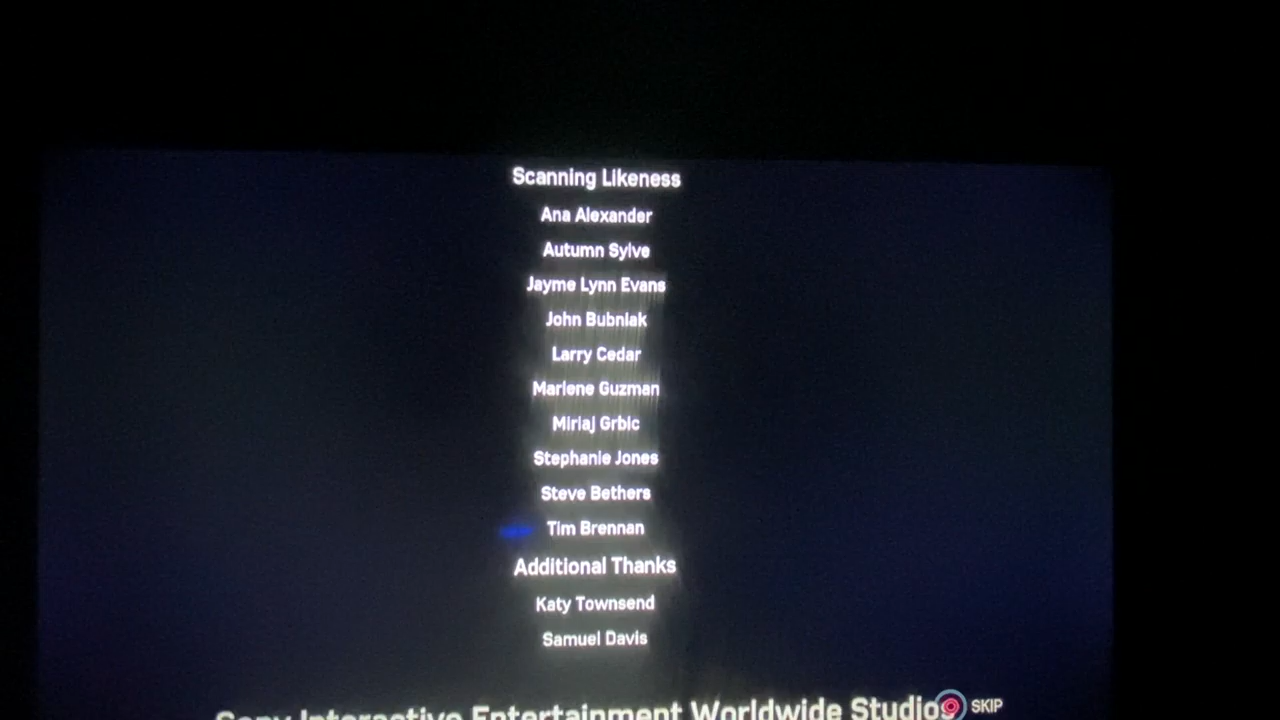 Scanning Likeness
Ana Alexander
Autumn Sylve
Jayme Lynn Evans
John Bubniak
Larry Cedar
Marlene Guzman
Miriaj Grbic
Stephanie Jones
Steve Bethers
Tim Brennan
Additional Thanks
Katy Townsend
Samuel Davis
Sony Interactive Entertainment Worldwide Studios
SKIP